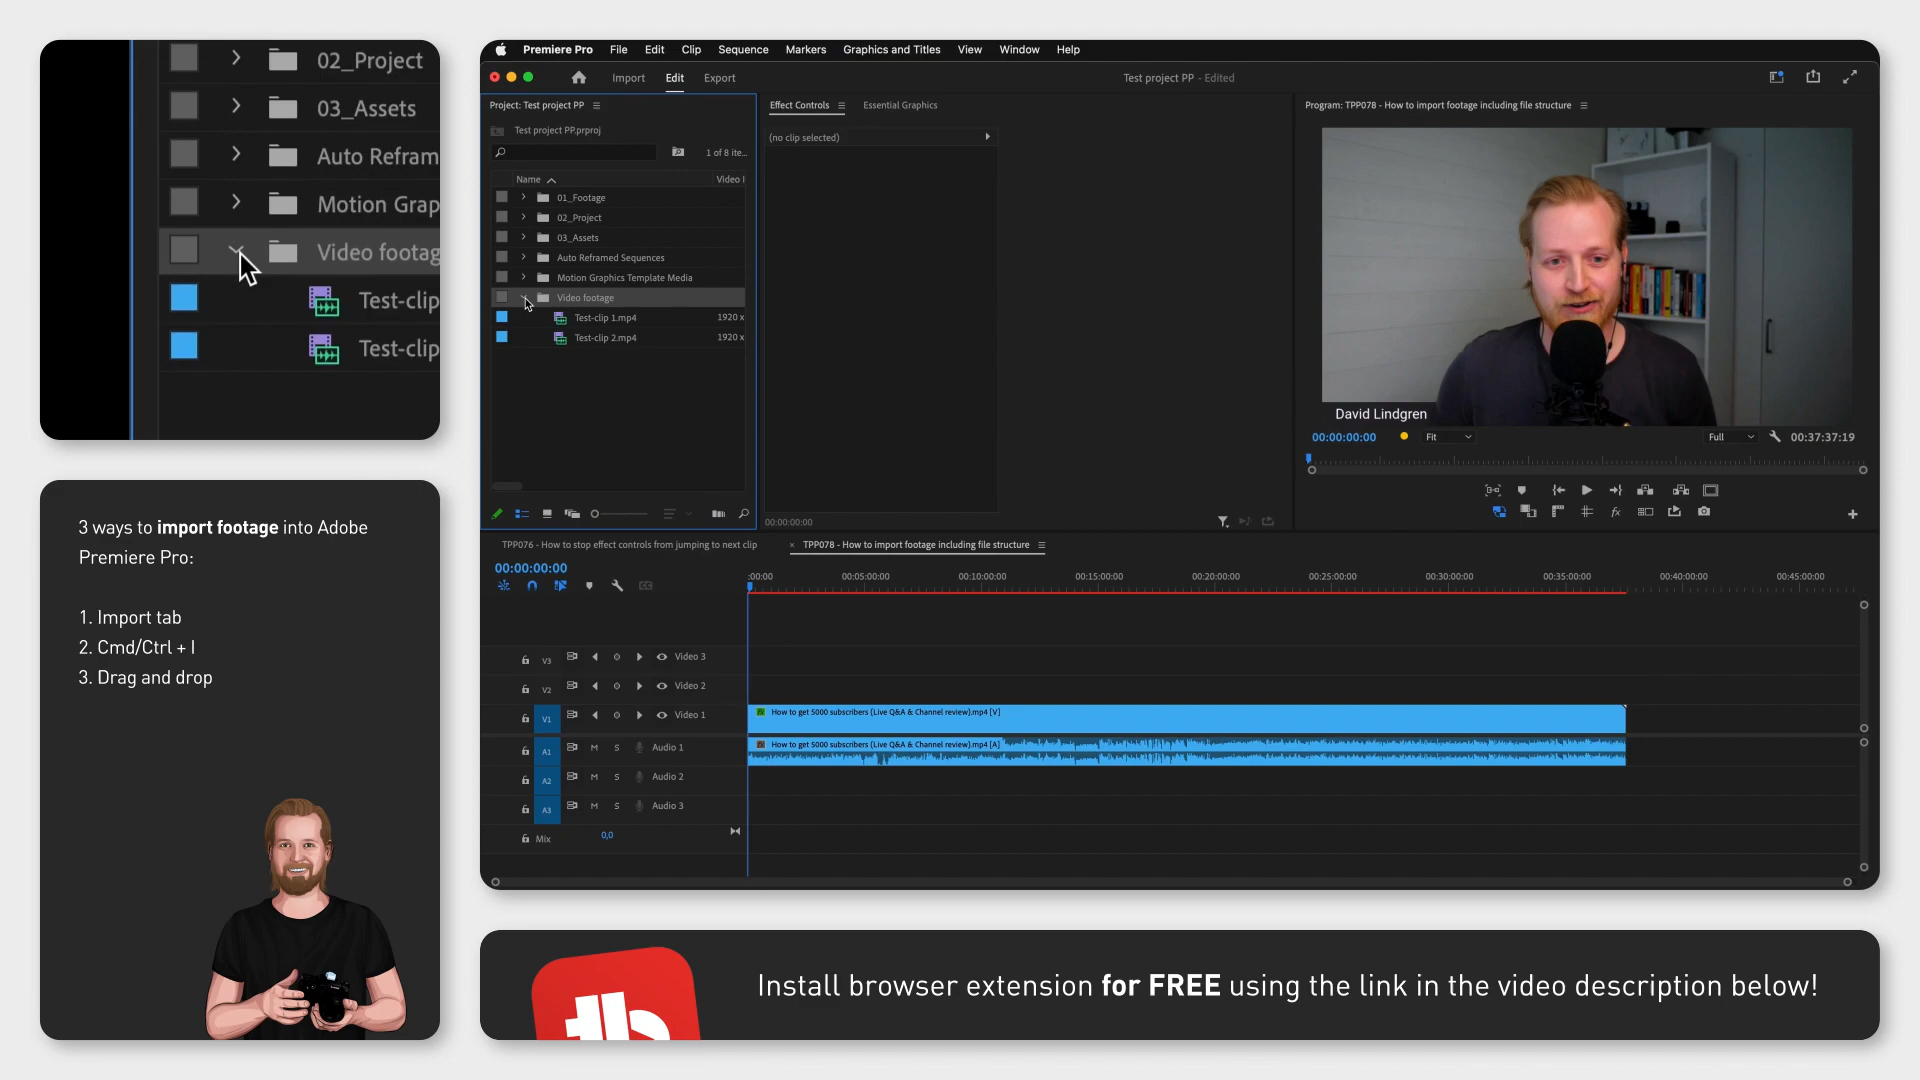 02_Project
03_Assets
Auto Refram
Motion Grap
Video footag
Test-clip
Test-clip
3 ways to import footage into Adobe
Premiere Pro:
1. Import tab
2. Cmd/Ctrl + I
3. Drag and drop
Premiere Pro File Edit Clip Sequence Markers Graphics and Titles View Window Help
Import Edit Export
Test project PP - Edited
Project: Test project PP
Test project PP.prproj
1 of 8 ite...
Name Video I
01_Footage
02_Project
03_Assets
Auto Reframed Sequences
Motion Graphics Template Media
Video footage
Test-clip 1.mp4 1920 x
Test-clip 2.mp4 1920 x
Effect Controls Essential Graphics
(no clip selected)
00:00:00:00
Program: TPP078 - How to import footage including file structure
David Lindgren
00:00:00:00 Fit Full 00:37:37:19
fx
TPP076 - How to stop effect controls from jumping to next clip
× TPP078 - How to import footage including file structure
00:00:00:00
:00:00 00:05:00:00 00:10:00:00 00:15:00:00 00:20:00:00 00:25:00:00 00:30:00:00 00:35:00:00 00:40:00:00 00:45:00:00
V3 Video 3
V2 Video 2
V1 Video 1
How to get 5000 subscribers (Live Q&A & Channel review).mp4 [V]
A1 M S Audio 1
How to get 5000 subscribers (Live Q&A & Channel review).mp4 [A]
A2 M S Audio 2
A3 M S Audio 3
Mix 0,0
Install browser extension for FREE using the link in the video description below!